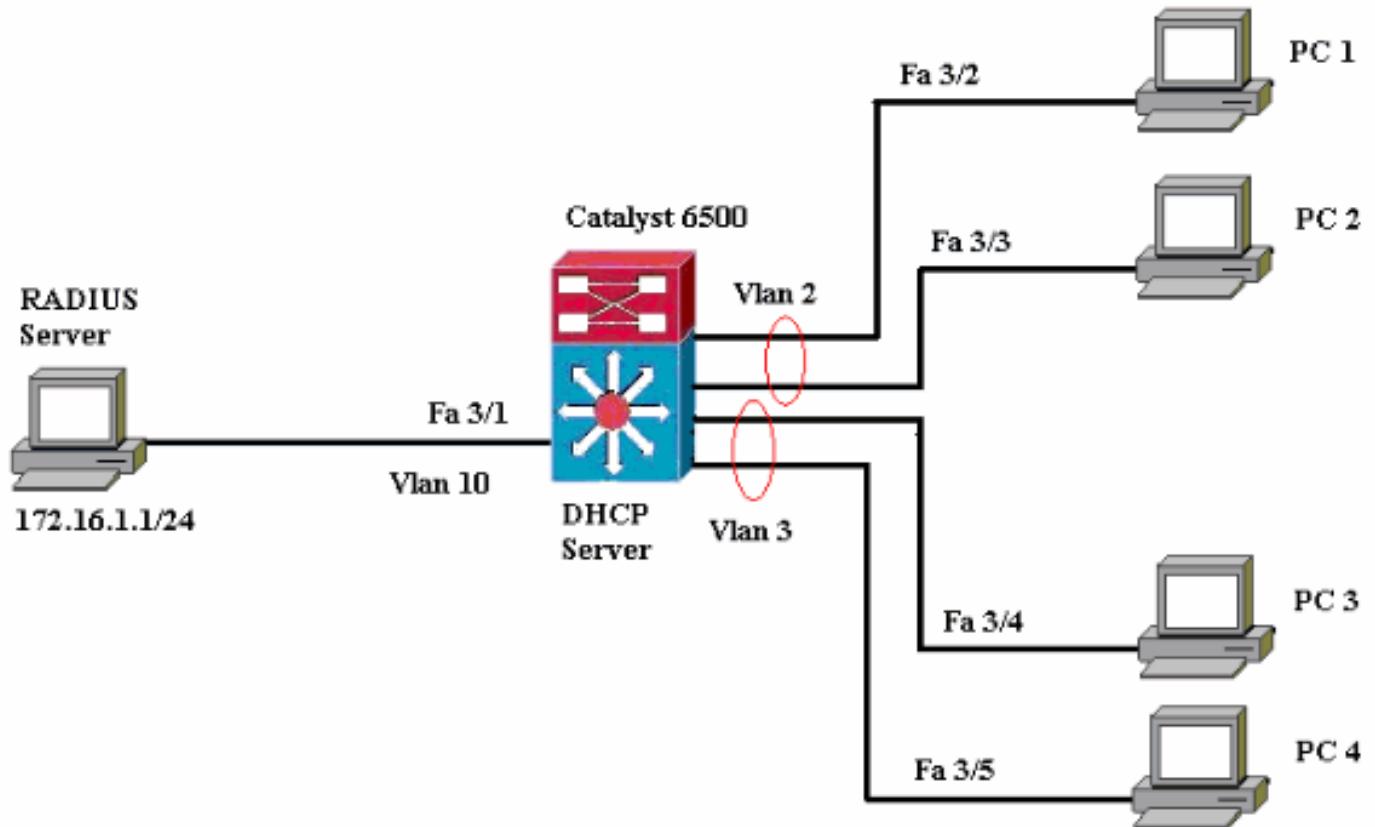 PC 1
Fa 3/2
PC 2
Catalyst 6500
Fa 3/3
Vlan 2
RADIUS
Server
Fa 3/1
Vlan 10
172.16.1.1/24
DHCP
Server
Vlan 3
PC 3
Fa 3/4
PC 4
Fa 3/5